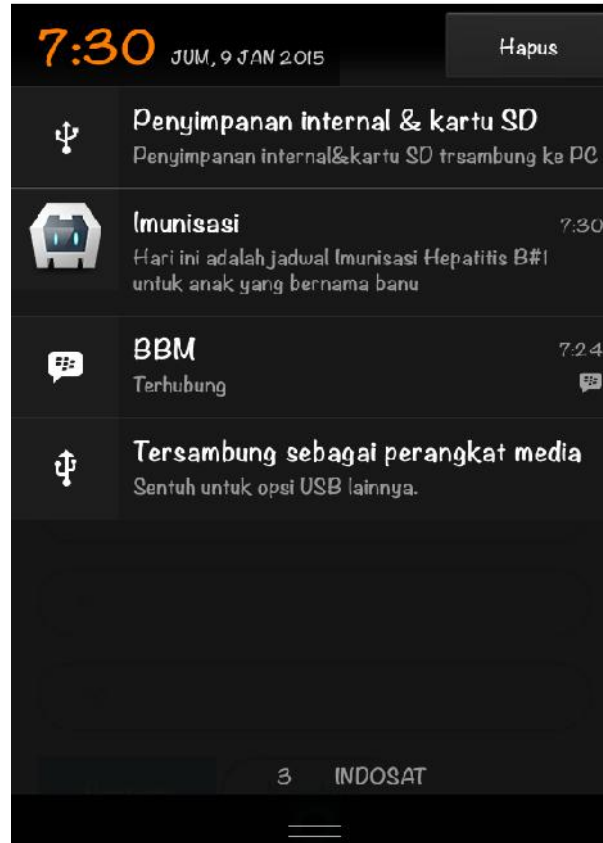 7:30 JUM, 9 JAN 2015 Hapus
Penyimpanan internal & kartu SD
Penyimpanan internal&kartu SD trsambung ke PC
Imunisasi 7:30
Hari ini adalah jadwal Imunisasi Hepatitis B#1
untuk anak yang bernama banu
BBM 7:24
Terhubung
Tersambung sebagai perangkat media
Sentuh untuk opsi USB lainnya.
3 INDOSAT